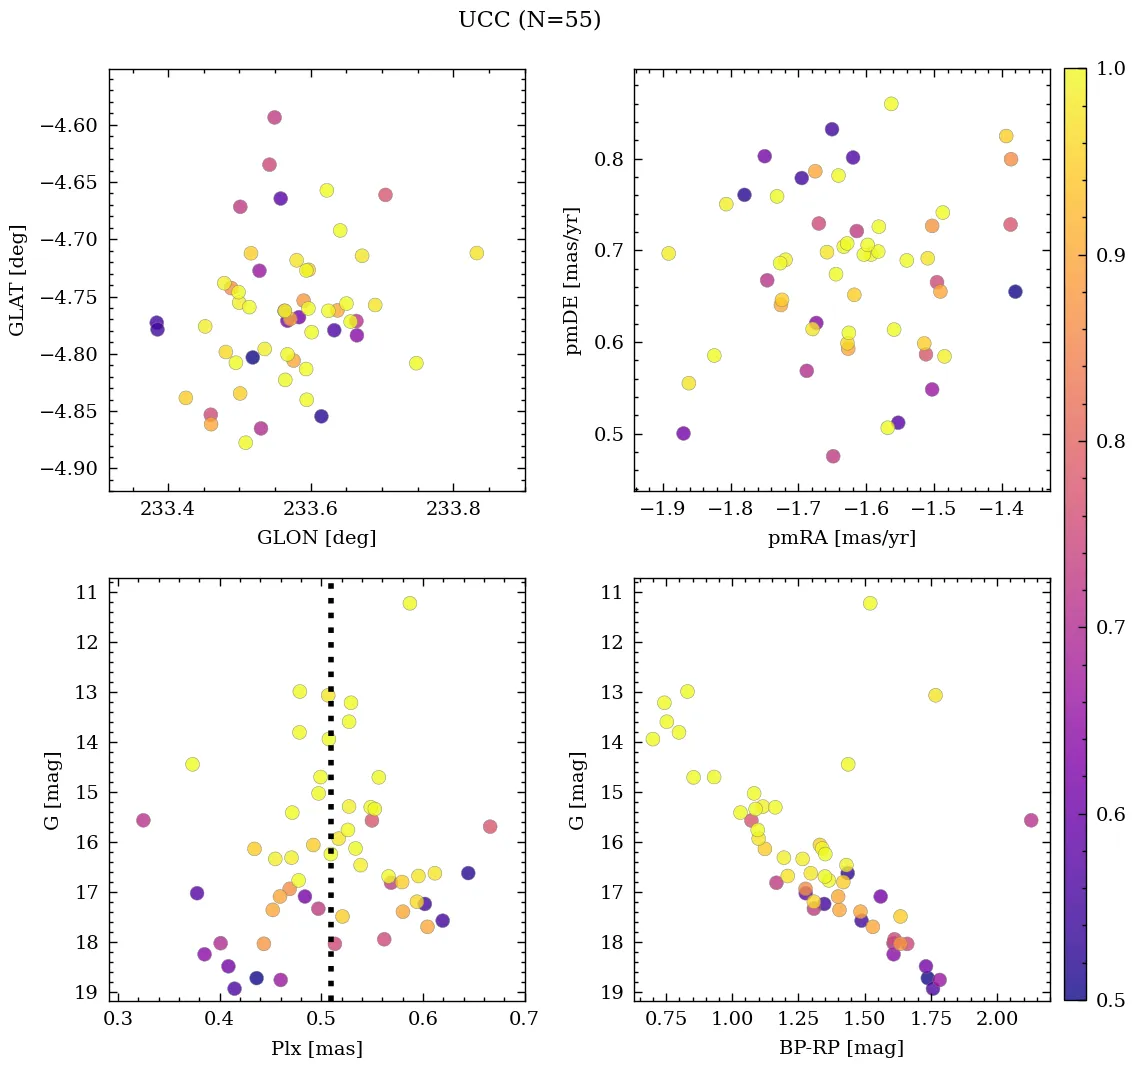 UCC (N=55)
−4.60
−4.65
−4.70
−4.75
−4.80
−4.85
−4.90
GLAT [deg]
233.4 233.6 233.8
GLON [deg]
0.8
0.7
0.6
0.5
pmDE [mas/yr]
−1.9 −1.8 −1.7 −1.6 −1.5 −1.4
pmRA [mas/yr]
11
12
13
14
15
16
17
18
19
G [mag]
0.3 0.4 0.5 0.6 0.7
Plx [mas]
11
12
13
14
15
16
17
18
19
G [mag]
0.75 1.00 1.25 1.50 1.75 2.00
BP-RP [mag]
1.0
0.9
0.8
0.7
0.6
0.5